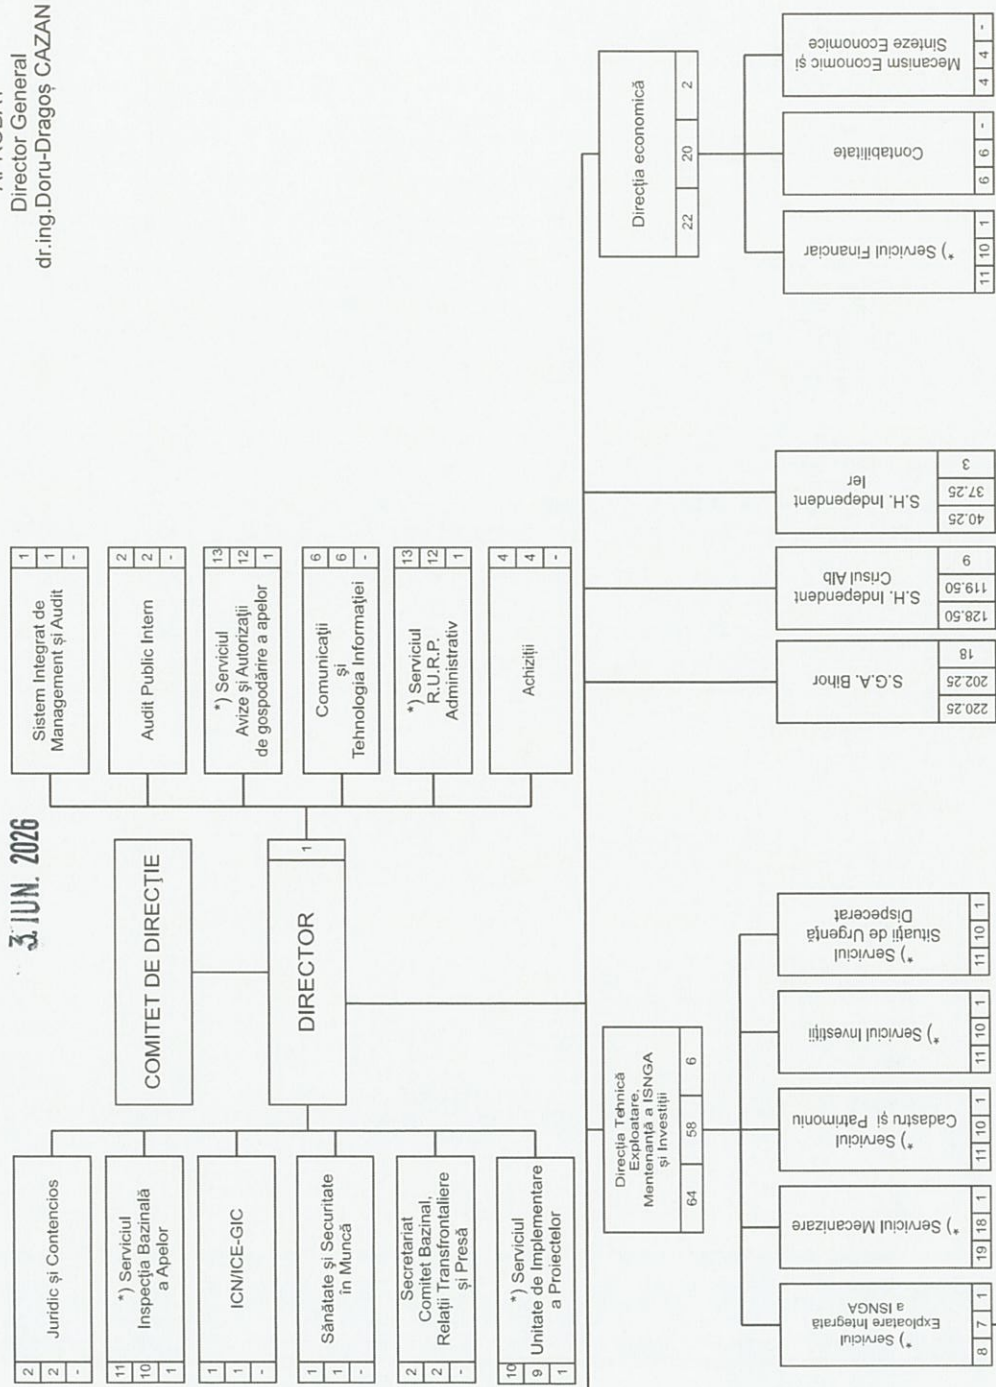 Director General
dr.ing.Doru-Dragoș CAZAN
3. IUN. 2026
COMITET DE DIRECȚIE
DIRECTOR
1
Juridic și Contencios
2
2
-
*) Serviciul
Inspecția Bazinală
a Apelor
11
10
1
ICN/ICE-GIC
1
1
-
Sănătate și Securitate
în Muncă
1
1
-
Secretariat
Comitet Bazinal,
Relații Transfrontaliere
și Presă
2
2
-
*) Serviciul
Unitate de Implementare
a Proiectelor
10
9
1
Sistem Integrat de
Management și Audit
1
1
-
Audit Public Intern
2
2
-
*) Serviciul
Avize și Autorizații
de gospodărire a apelor
13
12
1
Comunicații
și
Tehnologia Informației
6
6
-
*) Serviciul
R.U.R.P.
Administrativ
13
12
1
Achiziții
4
4
-
Direcția Tehnică
Exploatare,
Mentenanță a ISNGA
și Investiții
64 58 6
*) Serviciul
Exploatare Integrată
a ISNGA
8 7 1
*) Serviciul Mecanizare
19 18 1
*) Serviciul
Cadastru și Patrimoniu
11 10 1
*) Serviciul Investiții
11 10 1
*) Serviciul
Situații de Urgență
Dispecerat
11 10 1
S.G.A. Bihor
220.25
202.25
18
S.H. Independent
Crisul Alb
128.50
119.50
9
S.H. Independent
Ier
40.25
37.25
3
Direcția economică
22 20 2
*) Serviciul Financiar
11 10 1
Contabilitate
6 6 -
Mecanism Economic și
Sinteze Economice
4 4 -